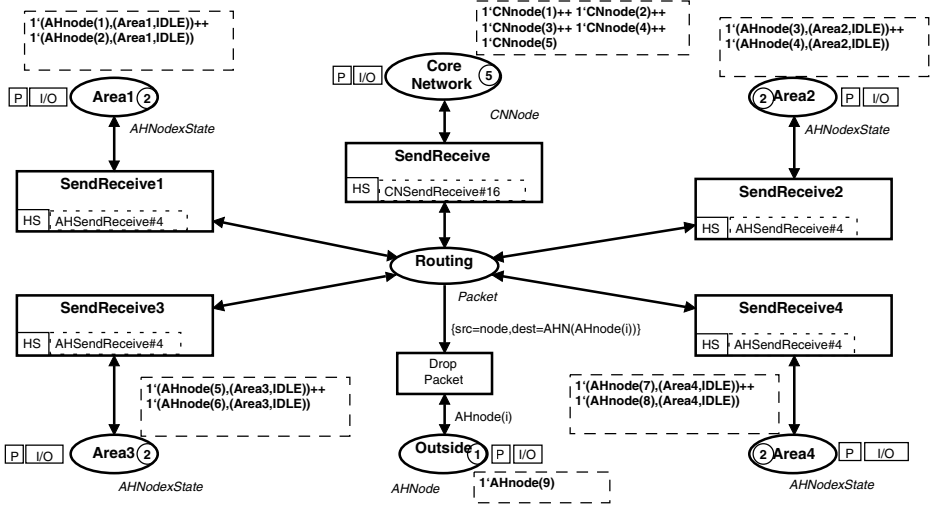 1‘(AHnode(1),(Area1,IDLE))++
1‘(AHnode(2),(Area1,IDLE))
P I/O Area1 2
AHNodexState
SendReceive1
HS AHSendReceive#4
1‘CNnode(1)++ 1‘CNnode(2)++
1‘CNnode(3)++ 1‘CNnode(4)++
1‘CNnode(5)
P I/O Core 5
Network
CNNode
SendReceive
HS CNSendReceive#16
1‘(AHnode(3),(Area2,IDLE))++
1‘(AHnode(4),(Area2,IDLE))
2 Area2 P I/O
AHNodexState
SendReceive2
HS AHSendReceive#4
Routing
Packet
SendReceive3
HS AHSendReceive#4
1‘(AHnode(5),(Area3,IDLE))++
1‘(AHnode(6),(Area3,IDLE))
P I/O Area3 2
AHNodexState
{src=node,dest=AHN(AHnode(i))}
Drop
Packet
AHnode(i)
Outside 1 P I/O
AHNode
1‘AHnode(9)
SendReceive4
HS AHSendReceive#4
1‘(AHnode(7),(Area4,IDLE))++
1‘(AHnode(8),(Area4,IDLE))
2 Area4 P I/O
AHNodexState